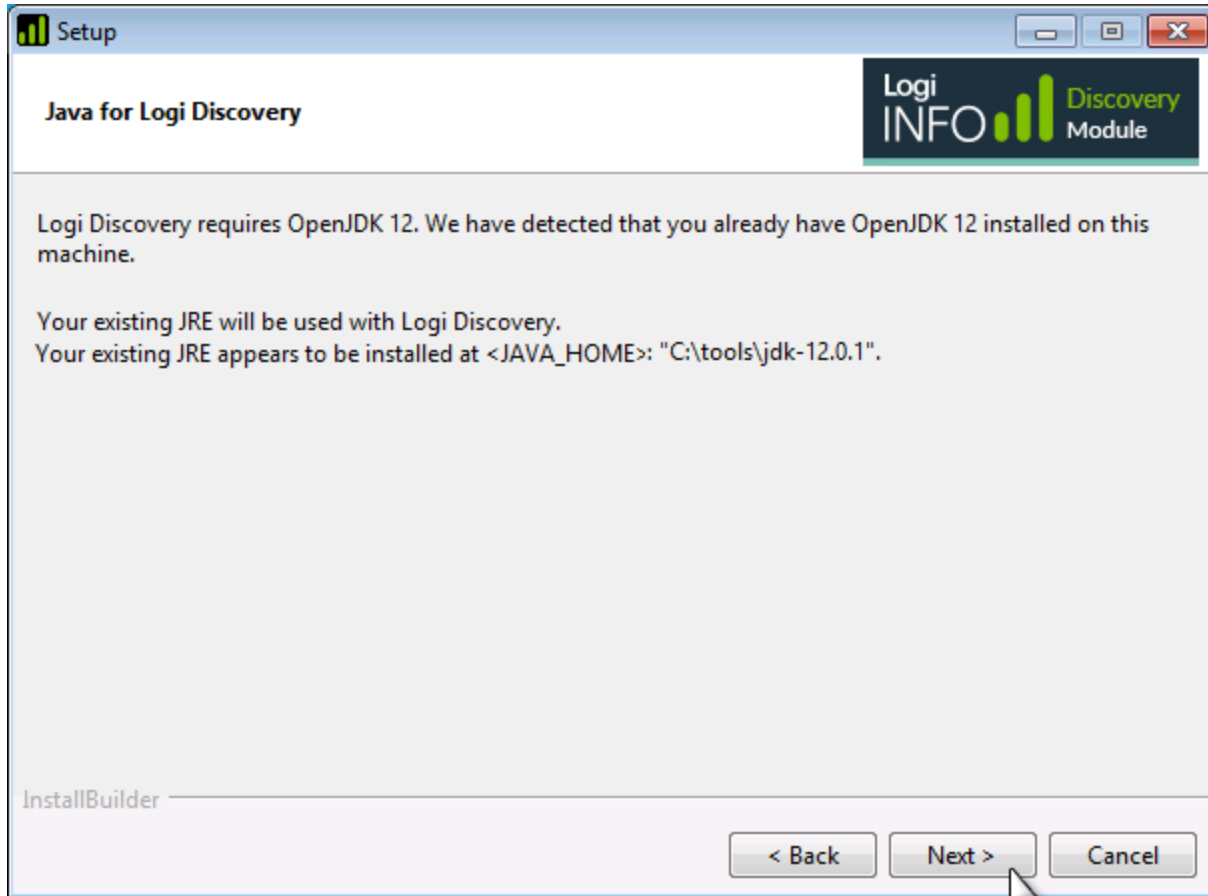 Setup
Java for Logi Discovery
Logi
INFO
Discovery
Module
Logi Discovery requires OpenJDK 12. We have detected that you already have OpenJDK 12 installed on this
machine.
Your existing JRE will be used with Logi Discovery.
Your existing JRE appears to be installed at <JAVA_HOME>: "C:\tools\jdk-12.0.1".
InstallBuilder
< Back
Next >
Cancel